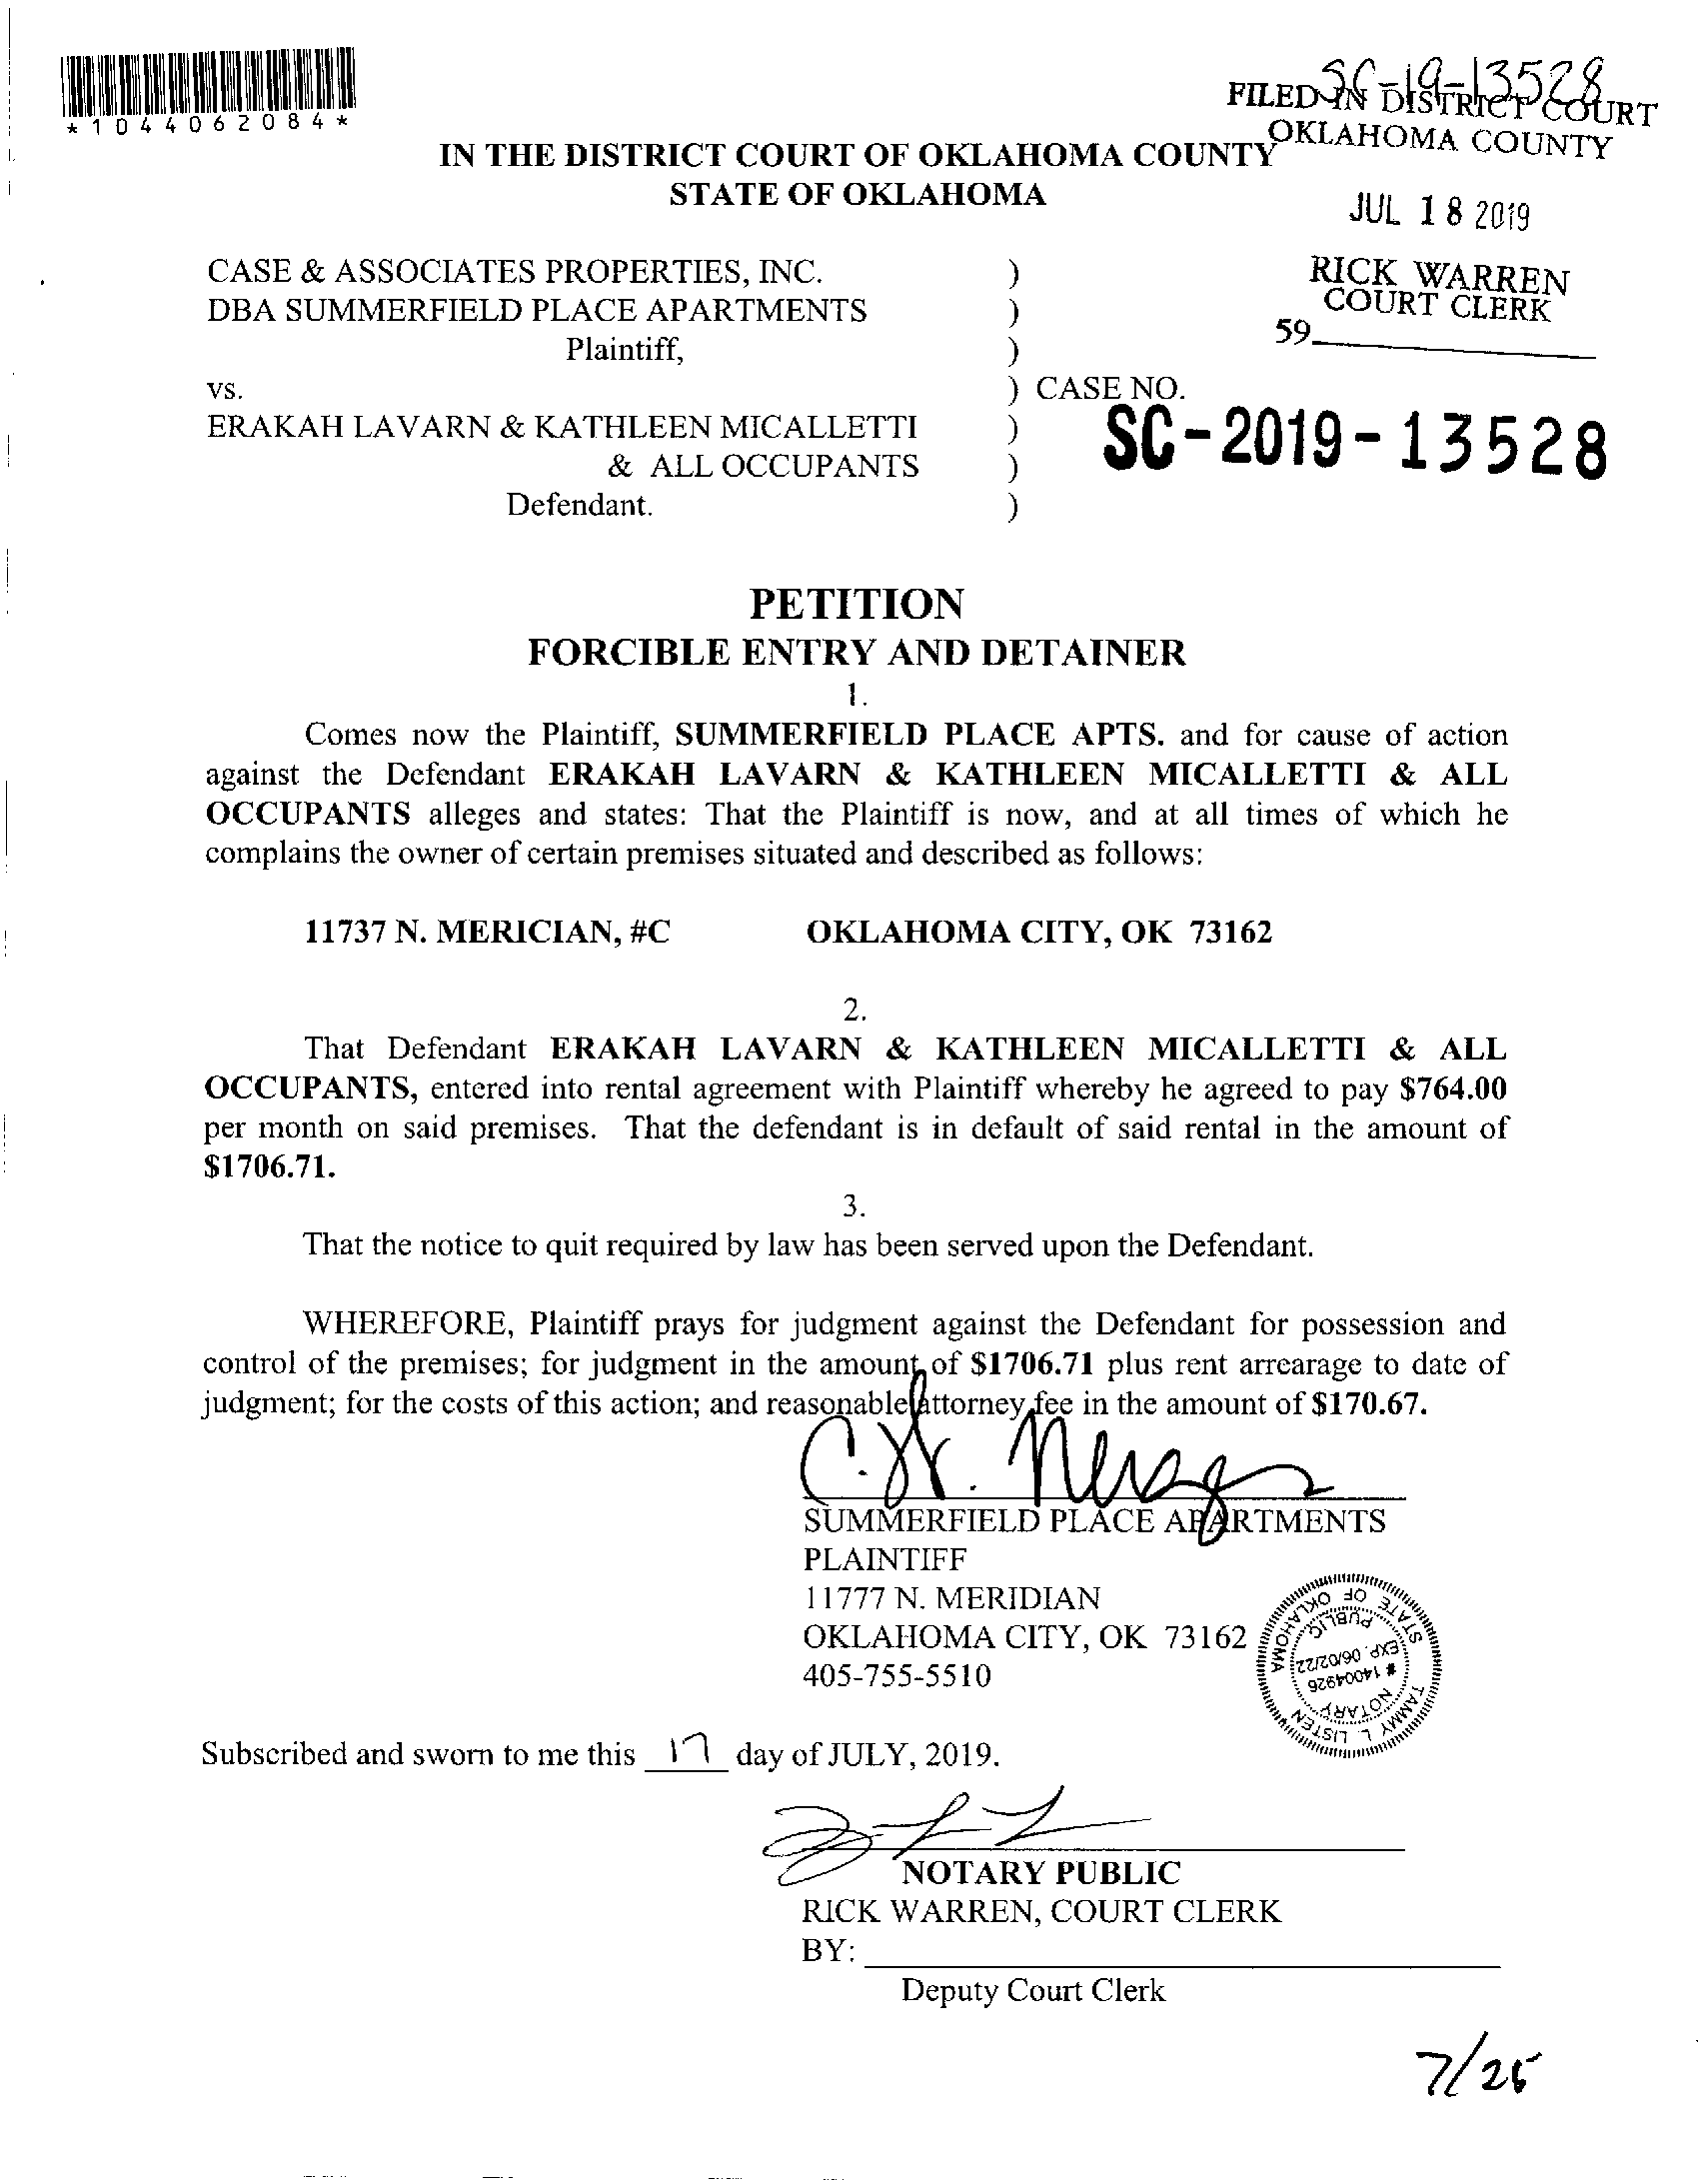 SC-19-13528
FILED IN DISTRICT COURT
OKLAHOMA COUNTY
*1044062084*
IN THE DISTRICT COURT OF OKLAHOMA COUNTY
STATE OF OKLAHOMA
JUL 18 2019
CASE & ASSOCIATES PROPERTIES, INC. )
DBA SUMMERFIELD PLACE APARTMENTS )
Plaintiff, )
RICK WARREN
COURT CLERK
59
vs. ) CASE NO.
ERAKAH LAVARN & KATHLEEN MICALLETTI )
SC-2019-13528
& ALL OCCUPANTS )
Defendant. )
PETITION
FORCIBLE ENTRY AND DETAINER
1.
Comes now the Plaintiff, SUMMERFIELD PLACE APTS. and for cause of action
against the Defendant ERAKAH LAVARN & KATHLEEN MICALLETTI & ALL
OCCUPANTS alleges and states: That the Plaintiff is now, and at all times of which he
complains the owner of certain premises situated and described as follows:
11737 N. MERICIAN, #C OKLAHOMA CITY, OK 73162
2.
That Defendant ERAKAH LAVARN & KATHLEEN MICALLETTI & ALL
OCCUPANTS, entered into rental agreement with Plaintiff whereby he agreed to pay $764.00
per month on said premises. That the defendant is in default of said rental in the amount of
$1706.71.
3.
That the notice to quit required by law has been served upon the Defendant.
WHEREFORE, Plaintiff prays for judgment against the Defendant for possession and
control of the premises; for judgment in the amount of $1706.71 plus rent arrearage to date of
judgment; for the costs of this action; and reasonable attorney fee in the amount of $170.67.
SUMMERFIELD PLACE APARTMENTS
PLAINTIFF
11777 N. MERIDIAN
OKLAHOMA CITY, OK 73162
405-755-5510
TAMMY L. LISTEN
NOTARY
# 14004926
EXP. 06/02/22
PUBLIC
STATE OF OKLAHOMA
Subscribed and sworn to me this 17 day of JULY, 2019.
NOTARY PUBLIC
RICK WARREN, COURT CLERK
BY:
Deputy Court Clerk
7/25